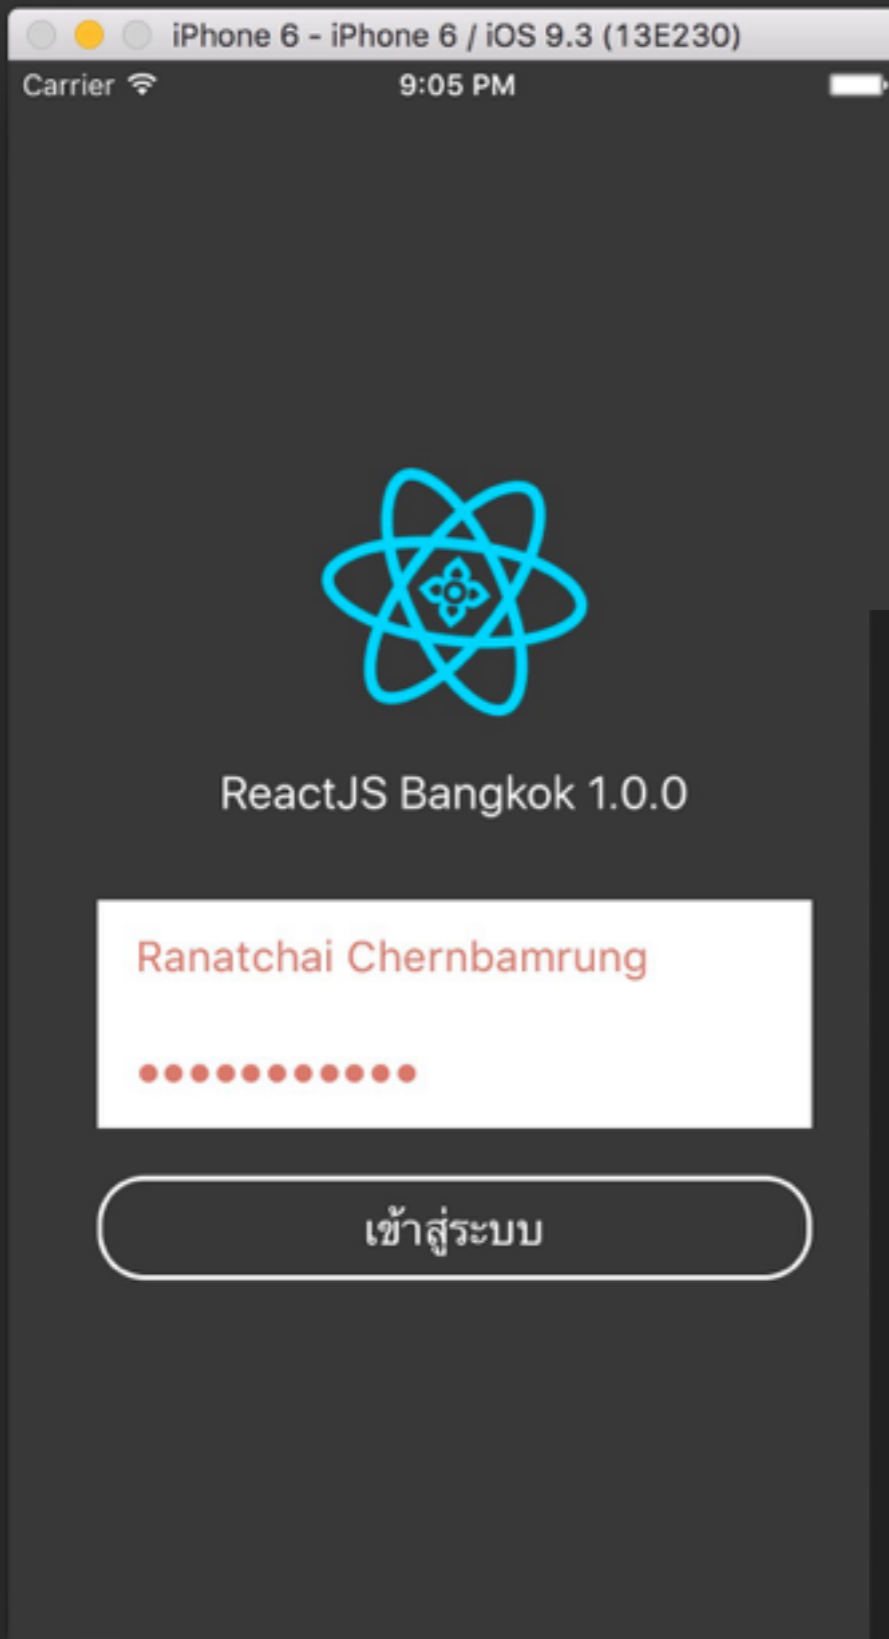 iPhone 6 - iPhone 6 / iOS 9.3 (13E230)
Carrier 9:05 PM
ReactJS Bangkok 1.0.0
Ranatchai Chernbamrung
•••••••••••
เข้าสู่ระบบ